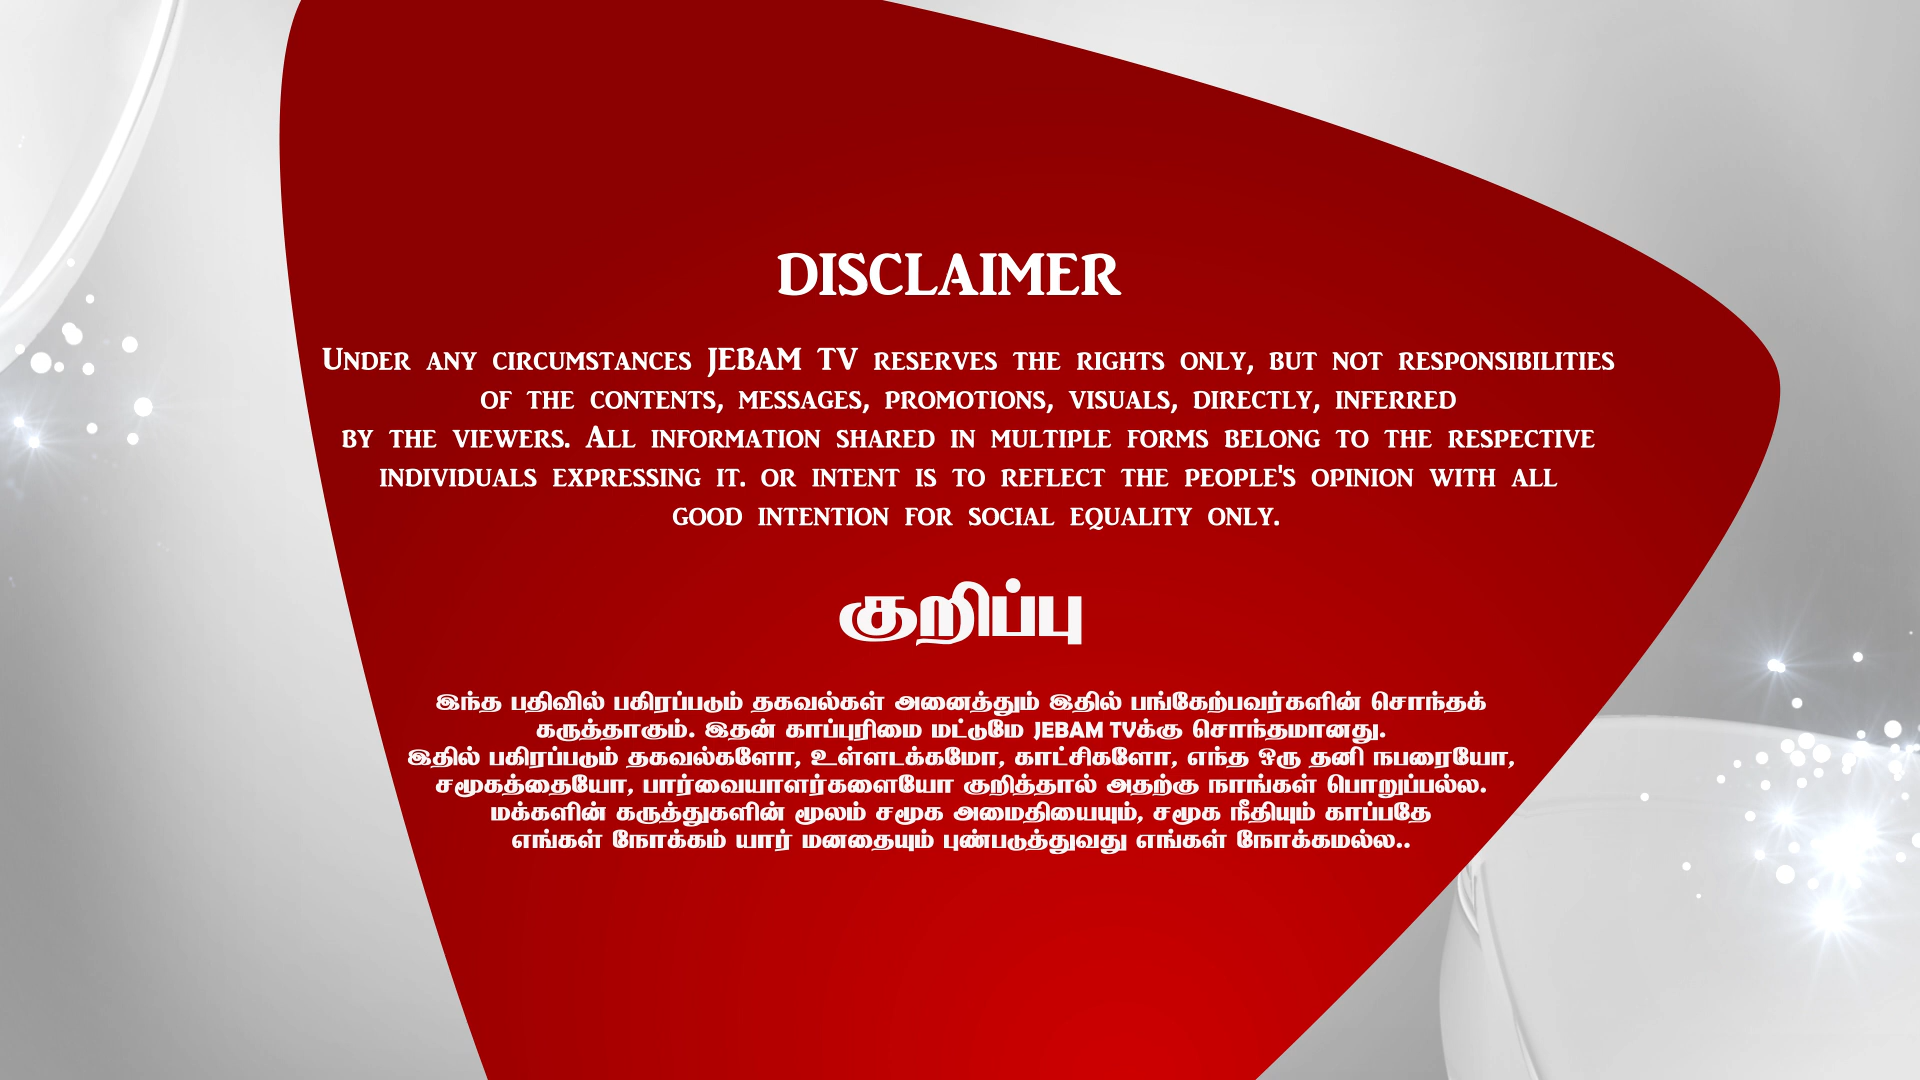 DISCLAIMER
Under any circumstances JEBAM TV reserves the rights only, but not responsibilities
of the contents, messages, promotions, visuals, directly, inferred
by the viewers. All information shared in multiple forms belong to the respective
individuals expressing it. or intent is to reflect the people's opinion with all
good intention for social equality only.
குறிப்பு
இந்த பதிவில் பகிரப்படும் தகவல்கள் அனைத்தும் இதில் பங்கேற்பவர்களின் சொந்தக்
கருத்தாகும். இதன் காப்புரிமை மட்டுமே JEBAM TVக்கு சொந்தமானது.
இதில் பகிரப்படும் தகவல்களோ, உள்ளடக்கமோ, காட்சிகளோ, எந்த ஒரு தனி நபரையோ,
சமூகத்தையோ, பார்வையாளர்களையோ குறித்தால் அதற்கு நாங்கள் பொறுப்பல்ல.
மக்களின் கருத்துகளின் மூலம் சமூக அமைதியையும், சமூக நீதியும் காப்பதே
எங்கள் நோக்கம் யார் மனதையும் புண்படுத்துவது எங்கள் நோக்கமல்ல..